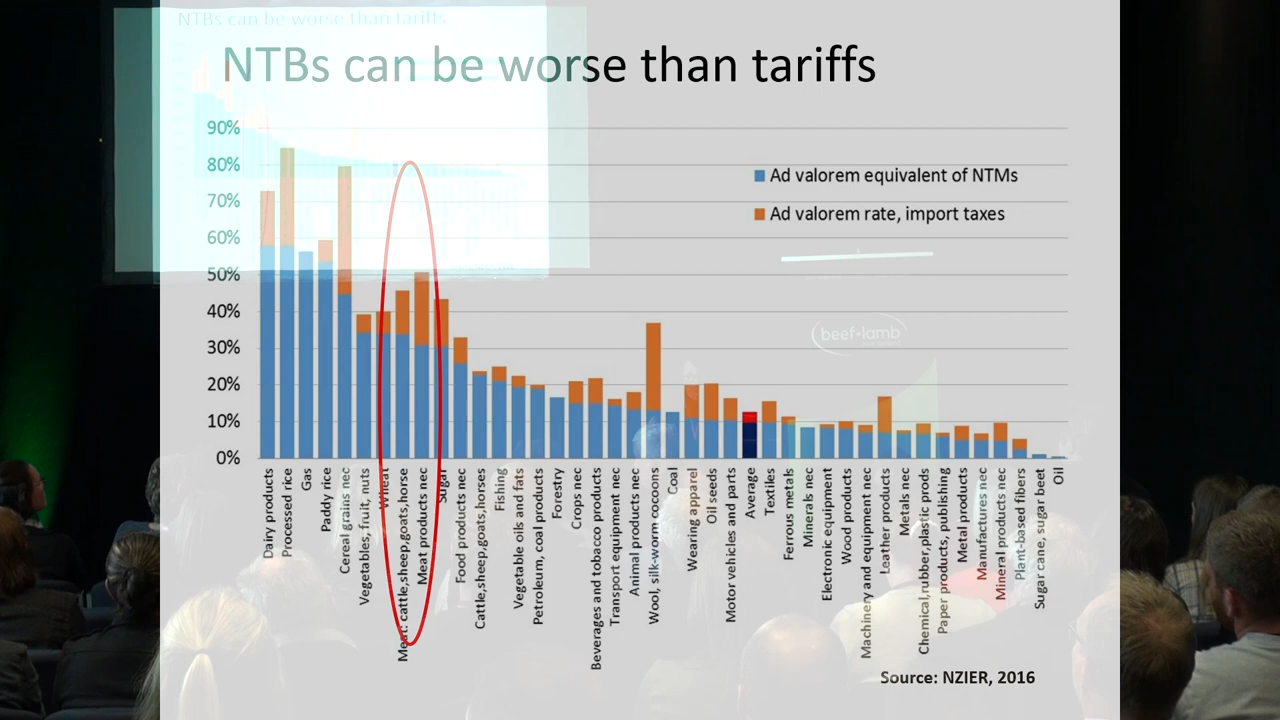 NTBs can be worse than tariffs
NTBs can be worse than tariffs
90%
80%
70%
60%
50%
40%
30%
20%
10%
0%
Ad valorem equivalent of NTMs
Ad valorem rate, import taxes
beef+lamb
Dairy products
Processed rice
Gas
Paddy rice
Cereal grains nec
Vegetables, fruit, nuts
Wheat
Meat: cattle,sheep,goats,horse
Meat products nec
Sugar
Food products nec
Cattle,sheep,goats,horses
Fishing
Vegetable oils and fats
Petroleum, coal products
Forestry
Crops nec
Beverages and tobacco products
Transport equipment nec
Animal products nec
Wool, silk-worm cocoons
Coal
Wearing apparel
Oil seeds
Motor vehicles and parts
Average
Textiles
Ferrous metals
Minerals nec
Electronic equipment
Wood products
Machinery and equipment nec
Leather products
Metals nec
Chemical,rubber,plastic prods
Paper products, publishing
Metal products
Manufactures nec
Mineral products nec
Plant-based fibers
Sugar cane, sugar beet
Oil
Source: NZIER, 2016